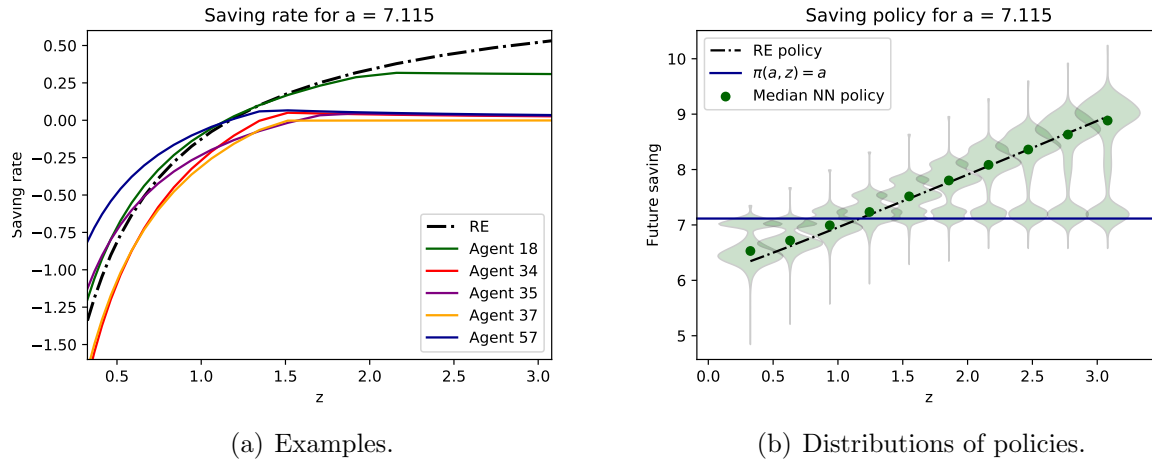 Saving rate for a = 7.115
0.50
0.25
0.00
−0.25
−0.50
−0.75
−1.00
−1.25
−1.50
Saving rate
RE
Agent 18
Agent 34
Agent 35
Agent 37
Agent 57
0.5
1.0
1.5
2.0
2.5
3.0
z
(a) Examples.
Saving policy for a = 7.115
RE policy
π(a, z) = a
Median NN policy
10
9
8
7
6
5
Future saving
0.0
0.5
1.0
1.5
2.0
2.5
3.0
z
(b) Distributions of policies.